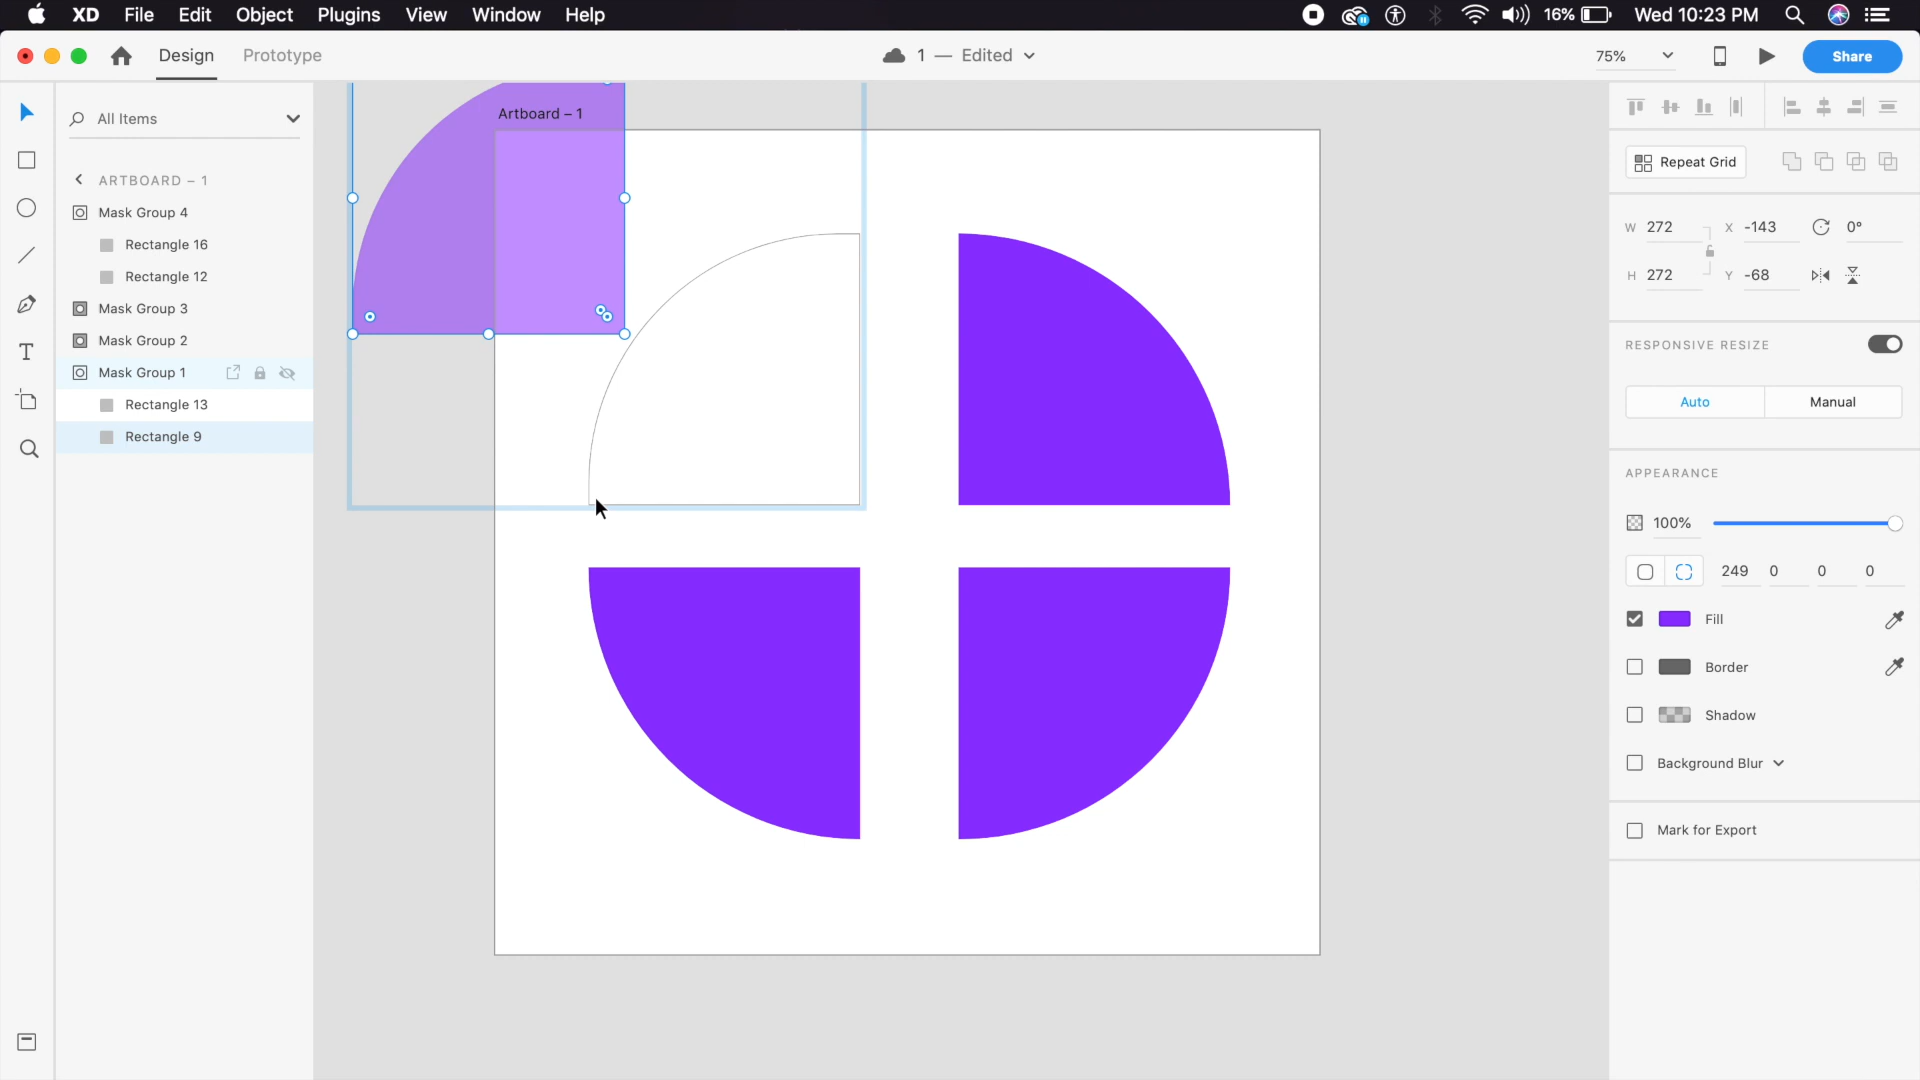 XD File Edit Object Plugins View Window Help 16% Wed 10:23 PM
Design Prototype 1 — Edited 75% Share
All Items
Artboard – 1
ARTBOARD – 1
Mask Group 4
Rectangle 16
Rectangle 12
Mask Group 3
Mask Group 2
Mask Group 1
Rectangle 13
Rectangle 9
T
Repeat Grid
W 272 X -143 0°
H 272 Y -68
RESPONSIVE RESIZE
Auto Manual
APPEARANCE
100%
249 0 0 0
Fill
Border
Shadow
Background Blur
Mark for Export